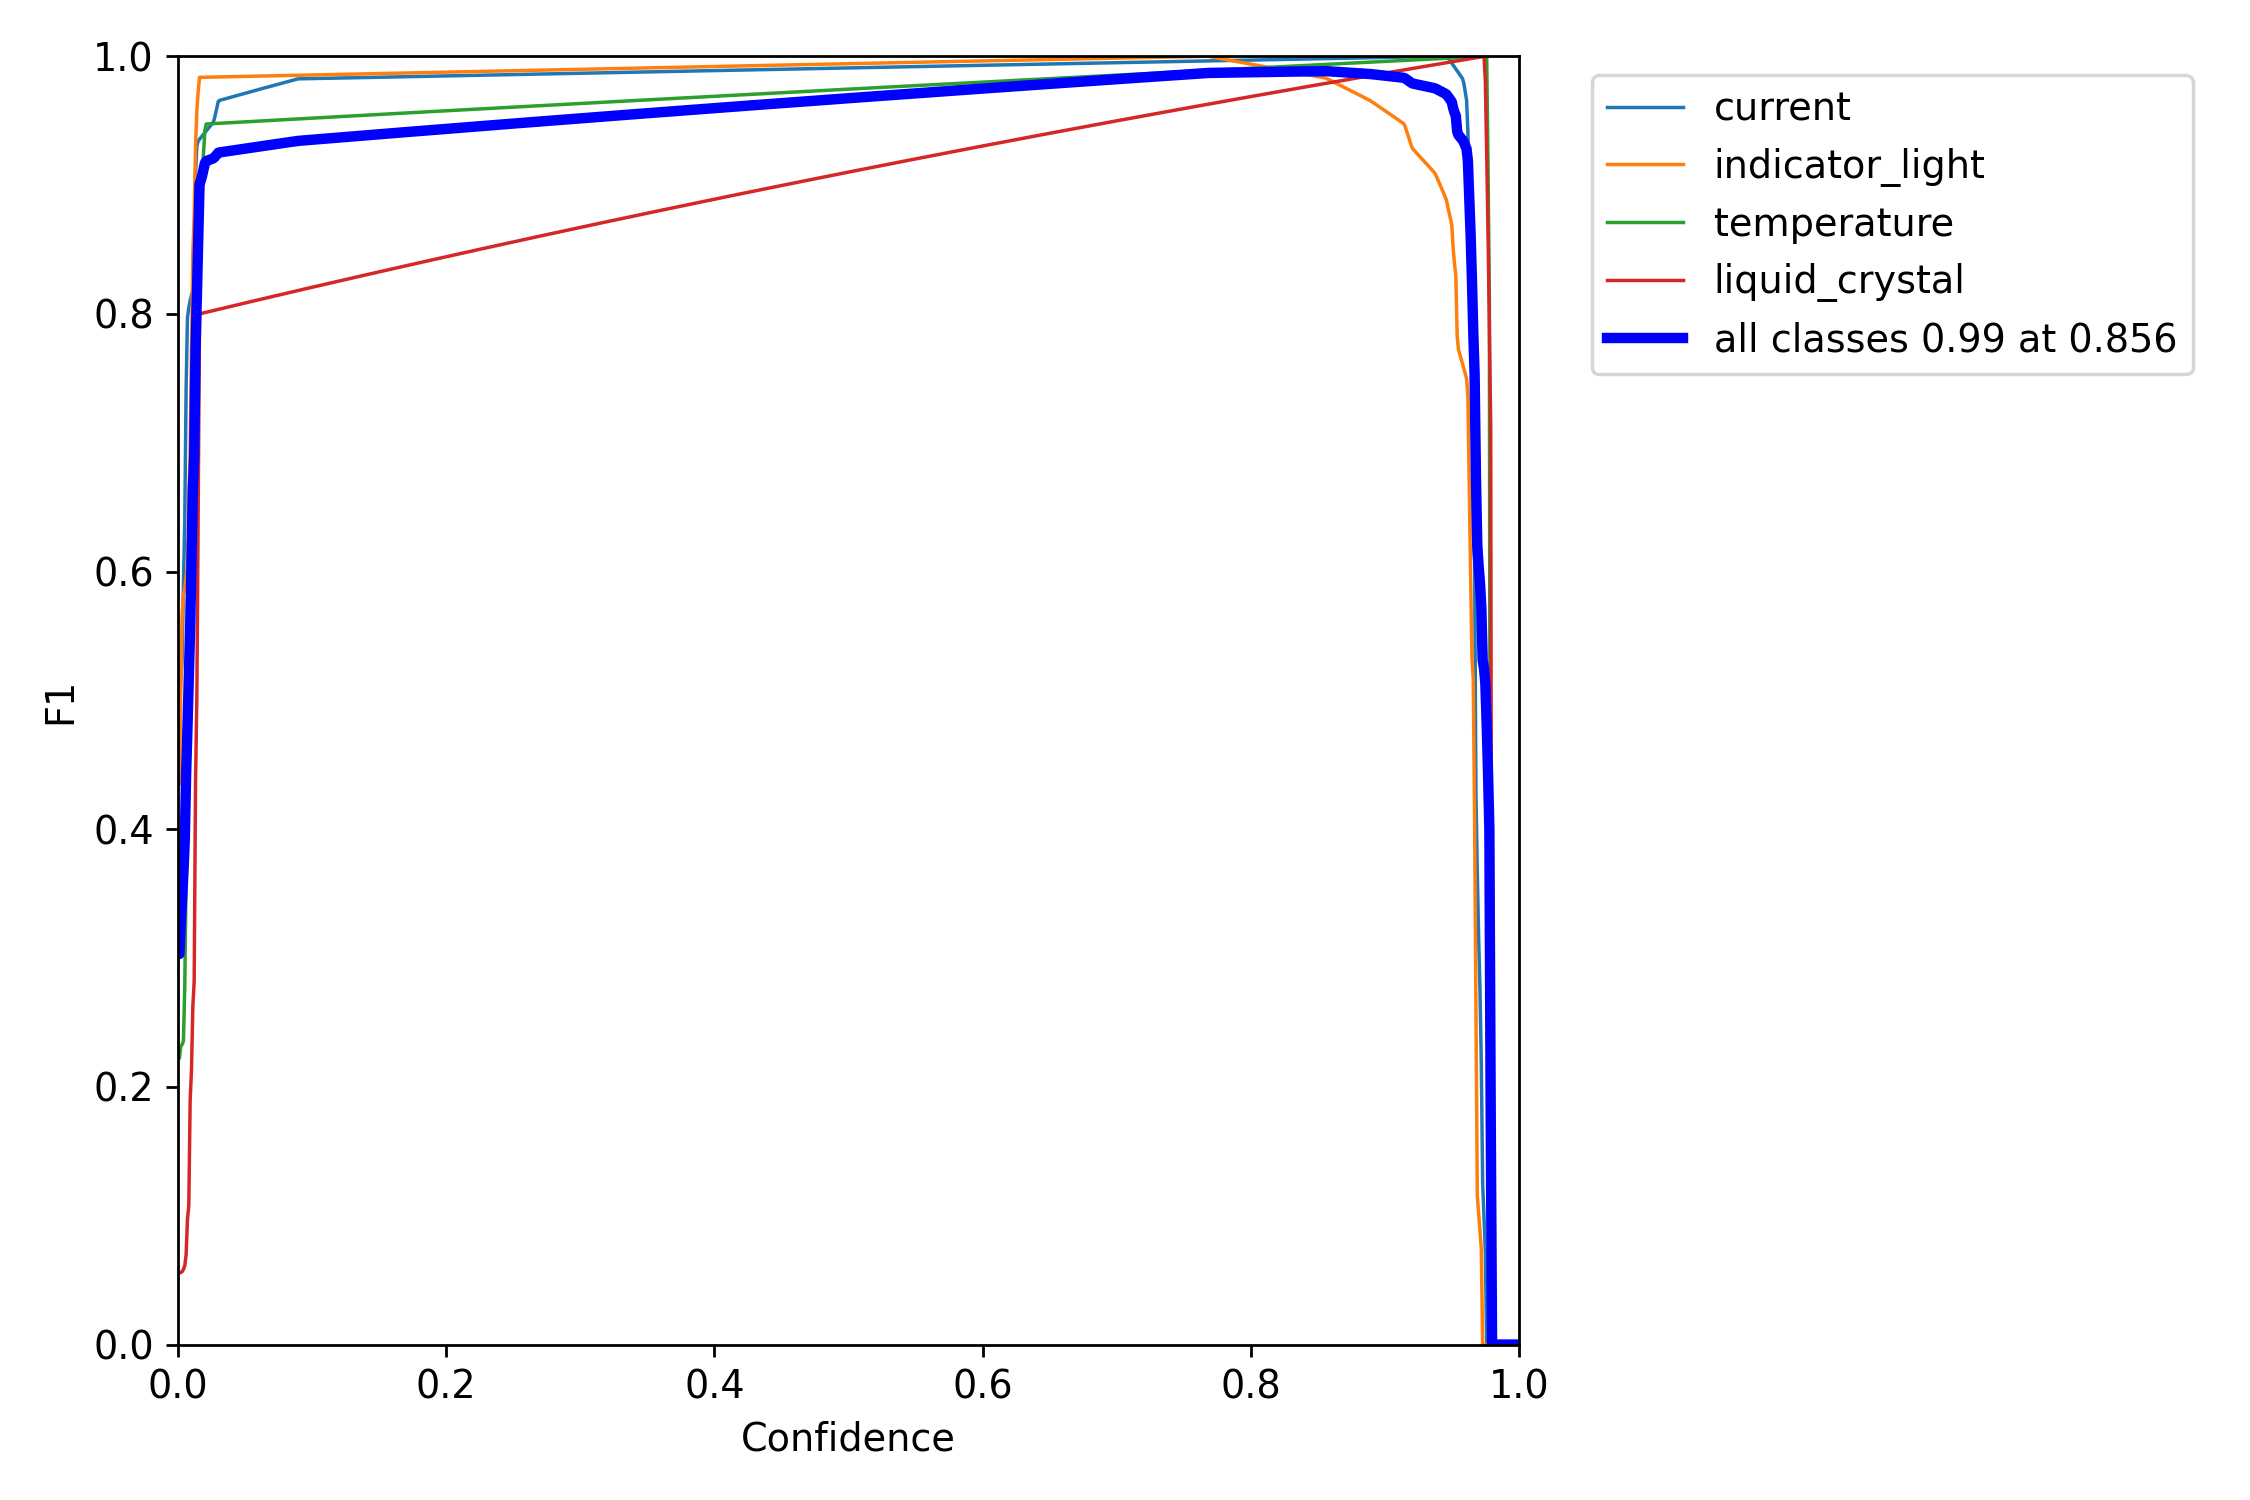 1.0
0.8
0.6
0.4
0.2
0.0
F1
0.0 0.2 0.4 0.6 0.8 1.0
Confidence
current
indicator_light
temperature
liquid_crystal
all classes 0.99 at 0.856